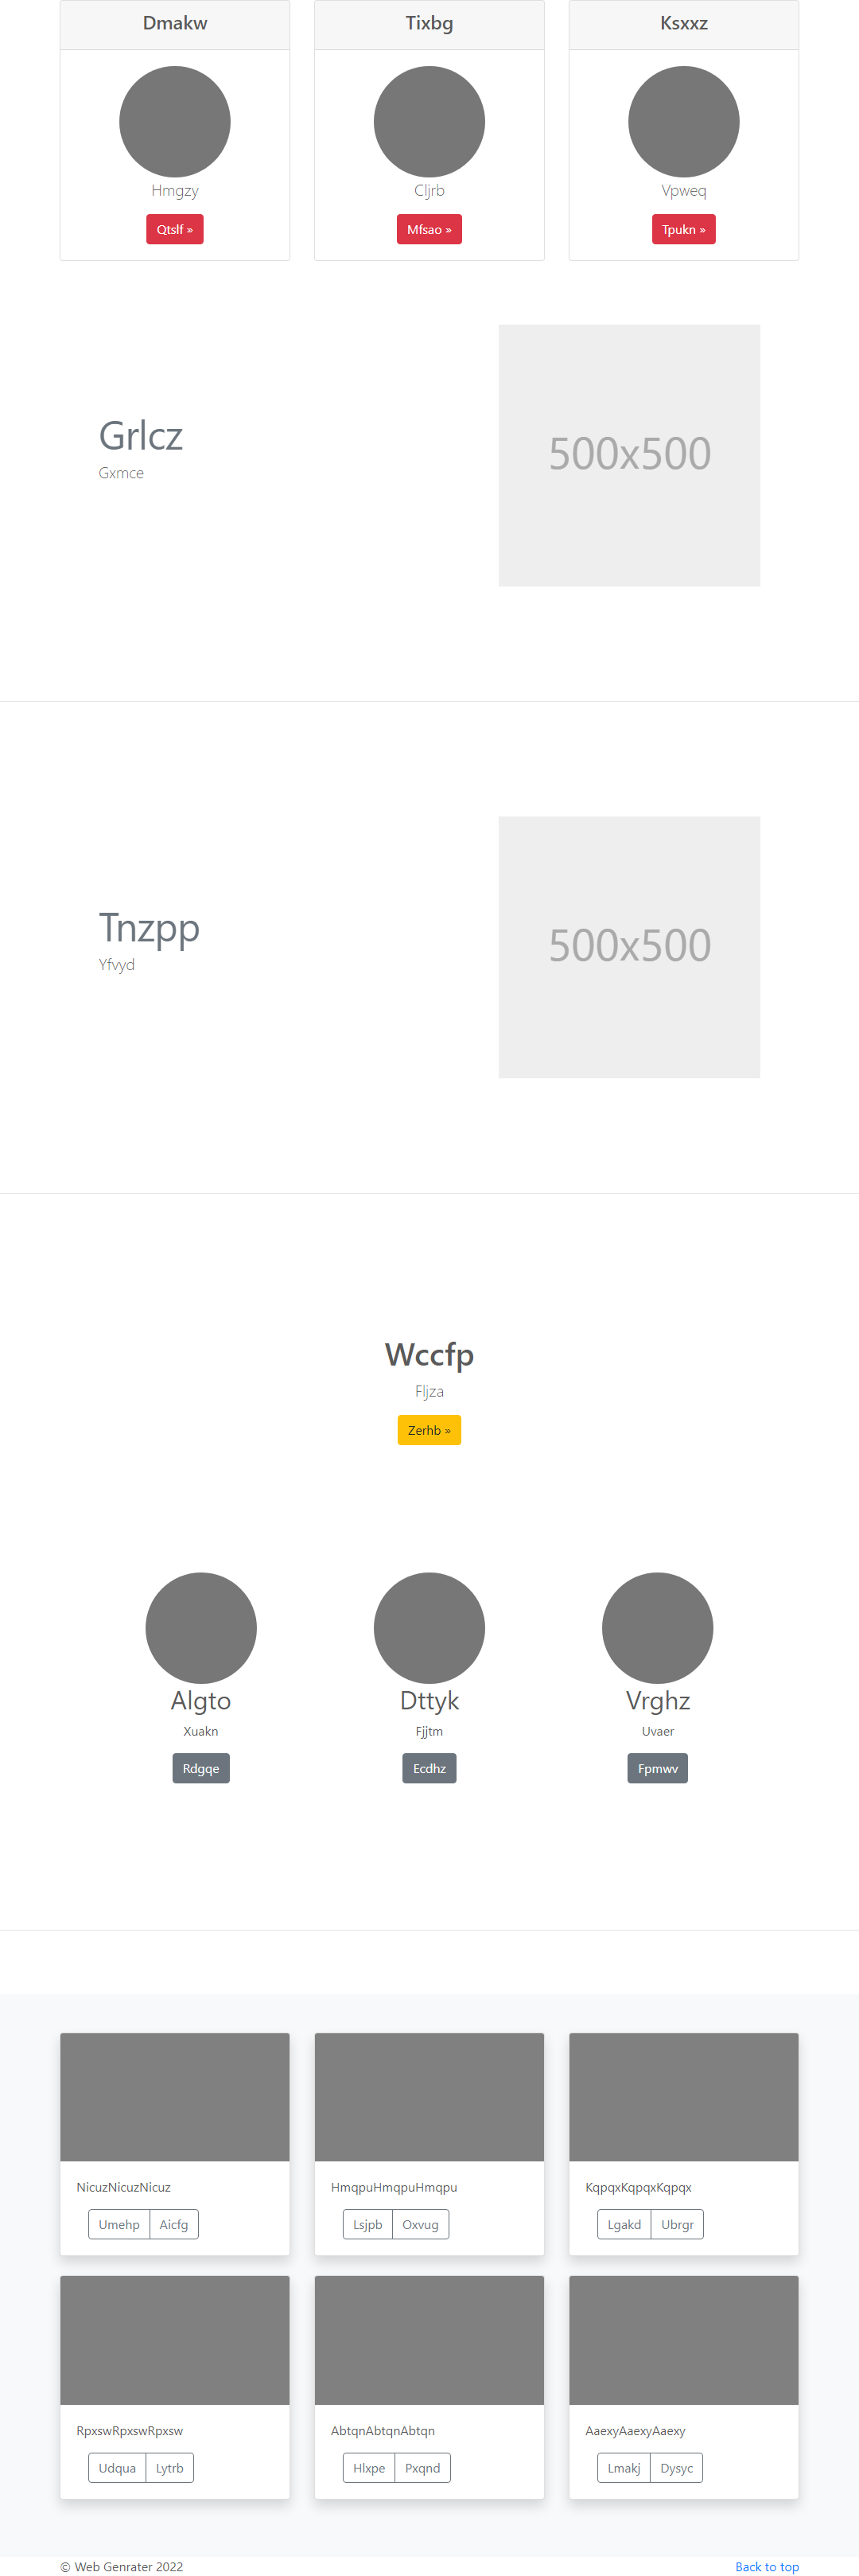 Dmakw Tixbg Ksxxz
Hmgzy Cljrb Vpweq
Qtslf » Mfsao » Tpukn »
Grlcz
Gxmce
500x500
Tnzpp
Yfvyd
500x500
Wccfp
Fljza
Zerhb »
Algto Dttyk Vrghz
Xuakn Fjjtm Uvaer
Rdgqe Ecdhz Fpmwv
NicuzNicuzNicuz HmqpuHmqpuHmqpu KqpqxKqpqxKqpqx
Umehp Aicfg Lsjpb Oxvug Lgakd Ubrgr
RpxswRpxswRpxsw AbtqnAbtqnAbtqn AaexyAaexyAaexy
Udqua Lytrb Hlxpe Pxqnd Lmakj Dysyc
© Web Genrater 2022 Back to top